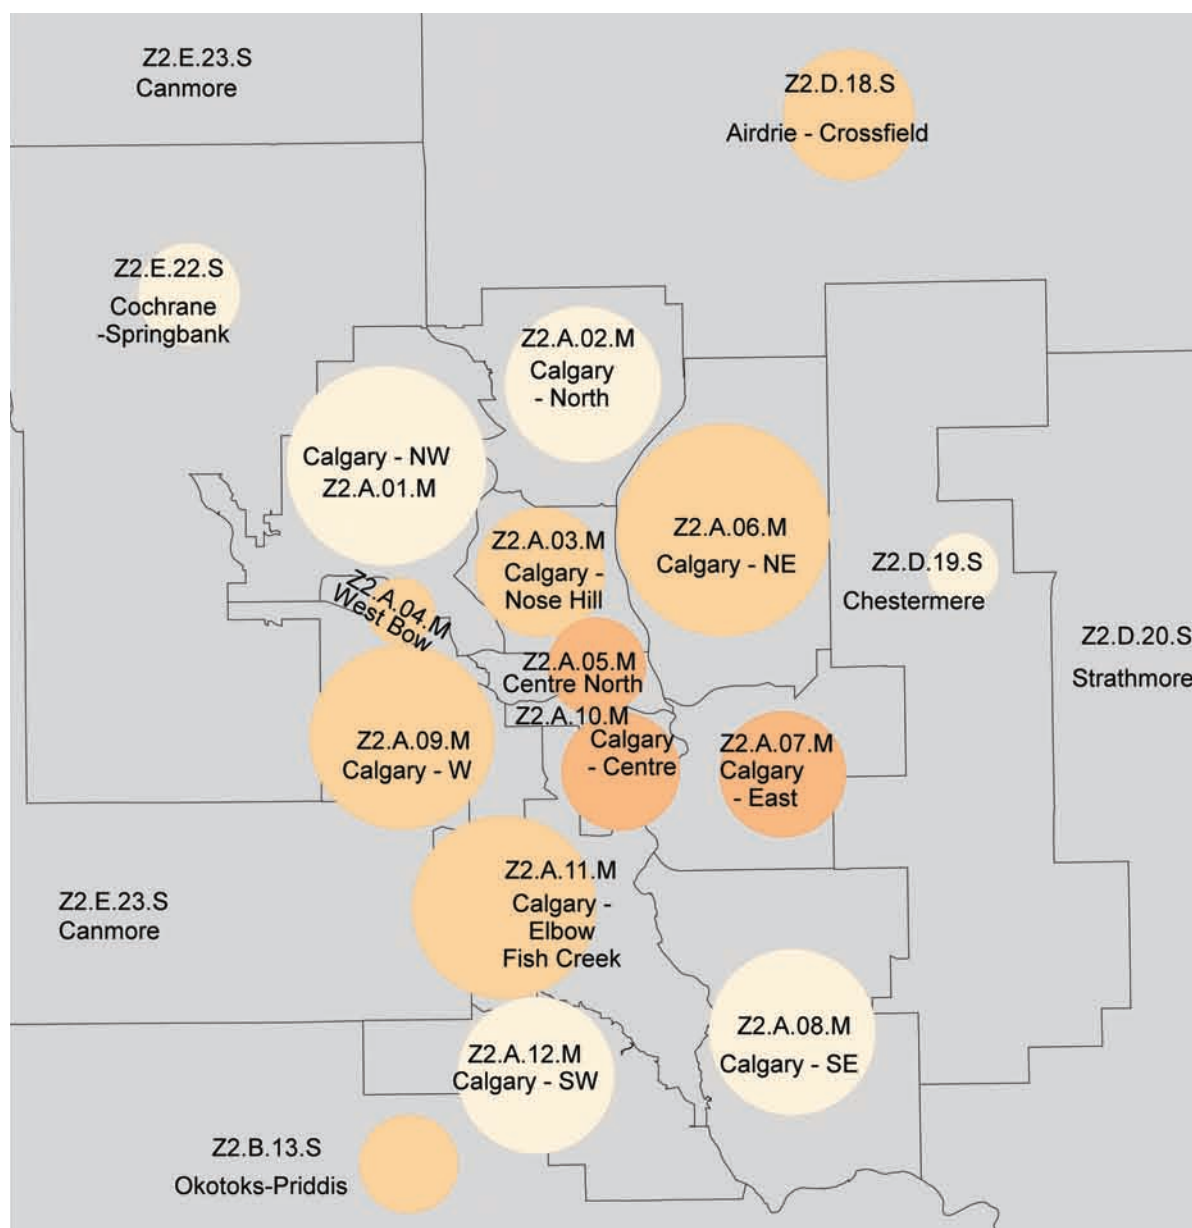 Z2.E.23.S
Canmore
Z2.D.18.S
Airdrie - Crossfield
Z2.E.22.S
Cochrane
-Springbank
Z2.A.02.M
Calgary
- North
Calgary - NW
Z2.A.01.M
Z2.A.03.M
Calgary -
Nose Hill
Z2.A.06.M
Calgary - NE
Z2.D.19.S
Chestermere
Z2.A.04.M
West Bow
Z2.D.20.S
Strathmore
Z2.A.05.M
Centre North
Z2.A.10.M
Calgary
- Centre
Z2.A.09.M
Calgary - W
Z2.A.07.M
Calgary
- East
Z2.A.11.M
Calgary -
Elbow
Fish Creek
Z2.E.23.S
Canmore
Z2.A.08.M
Calgary - SE
Z2.A.12.M
Calgary - SW
Z2.B.13.S
Okotoks-Priddis